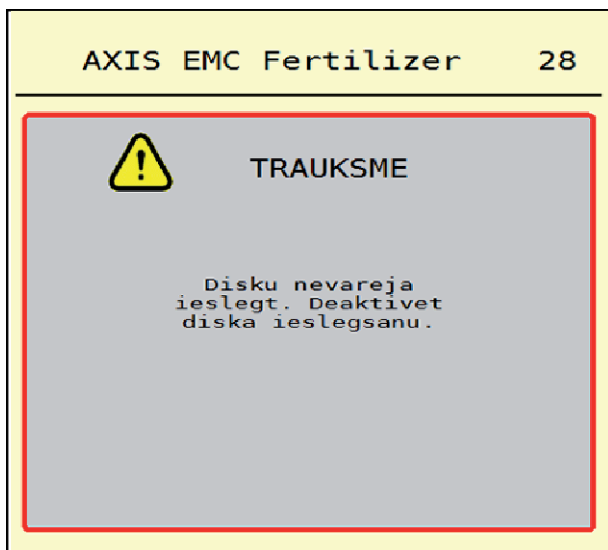 AXIS EMC Fertilizer 28
TRAUKSME
Disku nevareja
ieslegt. Deaktivet
diska ieslegsanu.